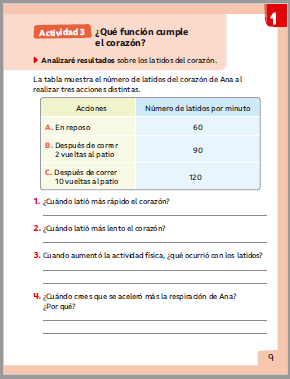 1
Actividad 3
¿Qué función cumple
el corazón?
Analizaré resultados sobre los latidos del corazón.
La tabla muestra el número de latidos del corazón de Ana al
realizar tres acciones distintas.
Acciones
Número de latidos por minuto
A. En reposo
60
B. Después de correr
2 vueltas al patio
90
C. Después de correr
10 vueltas al patio
120
1. ¿Cuándo latió más rápido el corazón?
2. ¿Cuándo latió más lento el corazón?
3. Cuando aumentó la actividad física, ¿qué ocurrió con los latidos?
4. ¿Cuándo crees que se aceleró más la respiración de Ana?
¿Por qué?
9